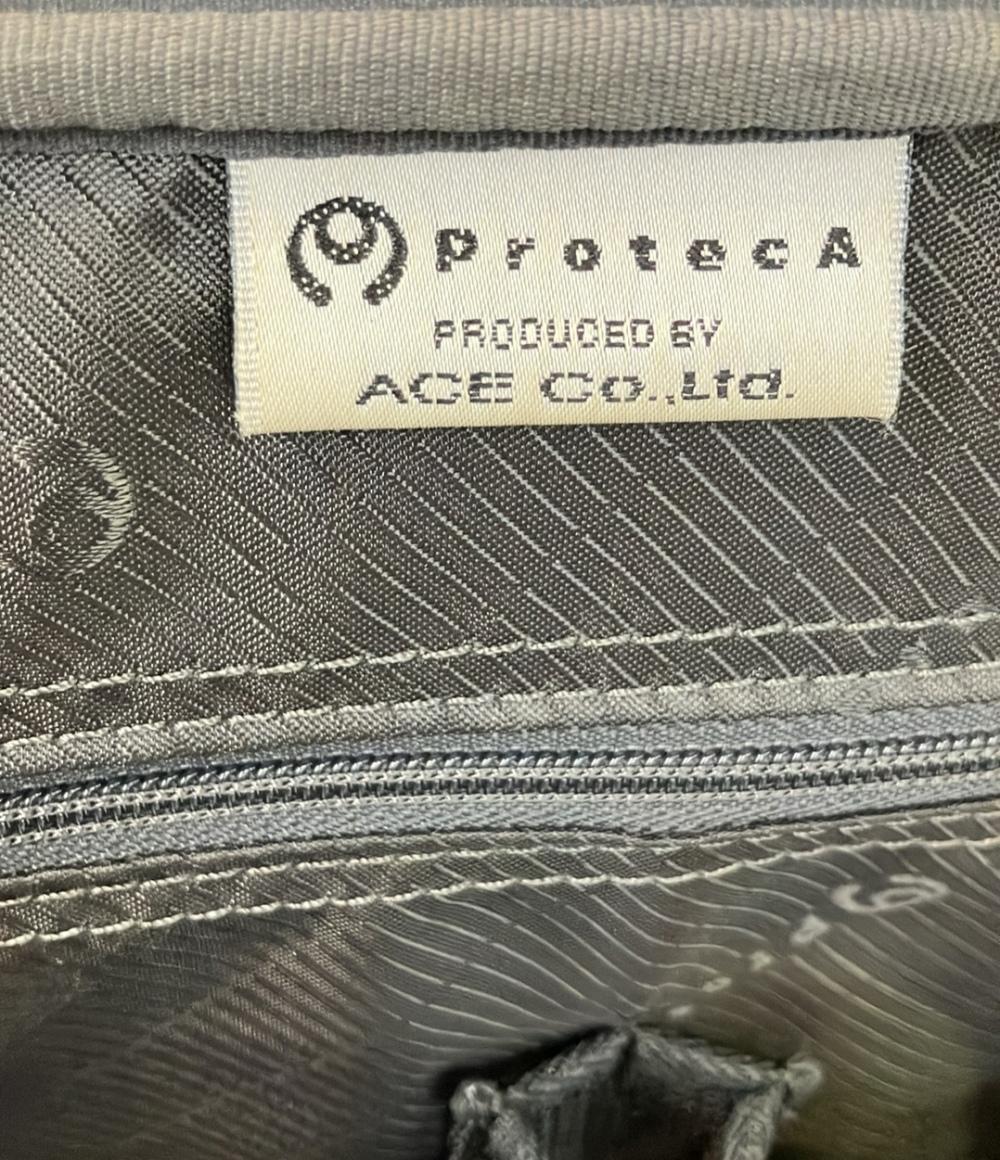 ProtecA
PRODUCED BY
ACE Co.,Ltd.